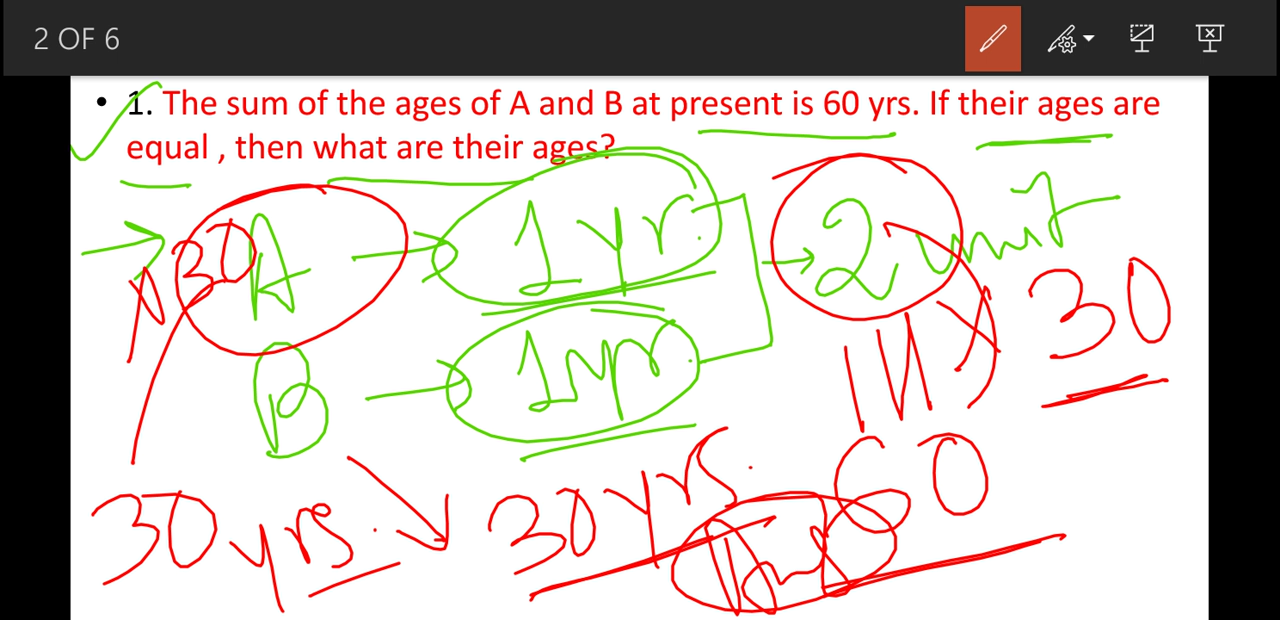 2 OF 6
• 1. The sum of the ages of A and B at present is 60 yrs. If their ages are
equal , then what are their ages?
30 A → 1 yr. → 2 unit
x 30
B → 1 yr.
30 yrs. 30 yrs. 60